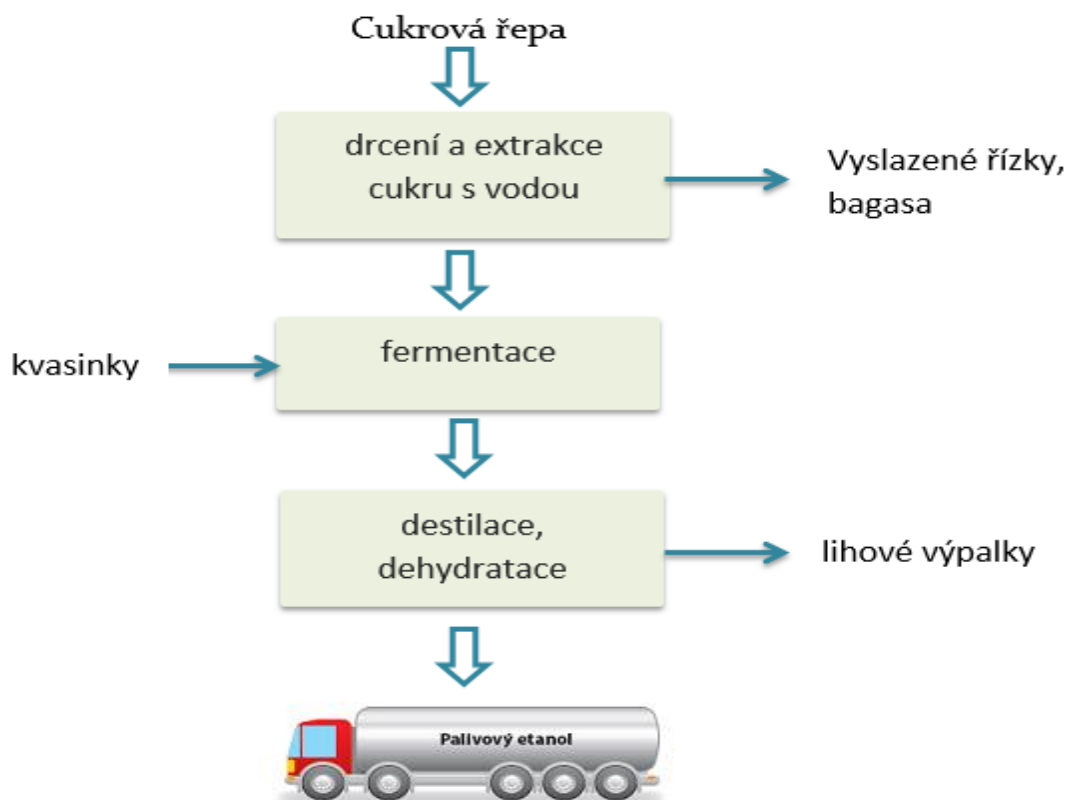 Cukrová řepa
drcení a extrakce
cukru s vodou
Vyslazené řízky,
bagasa
kvasinky
fermentace
destilace,
dehydratace
lihové výpalky
Palivový etanol